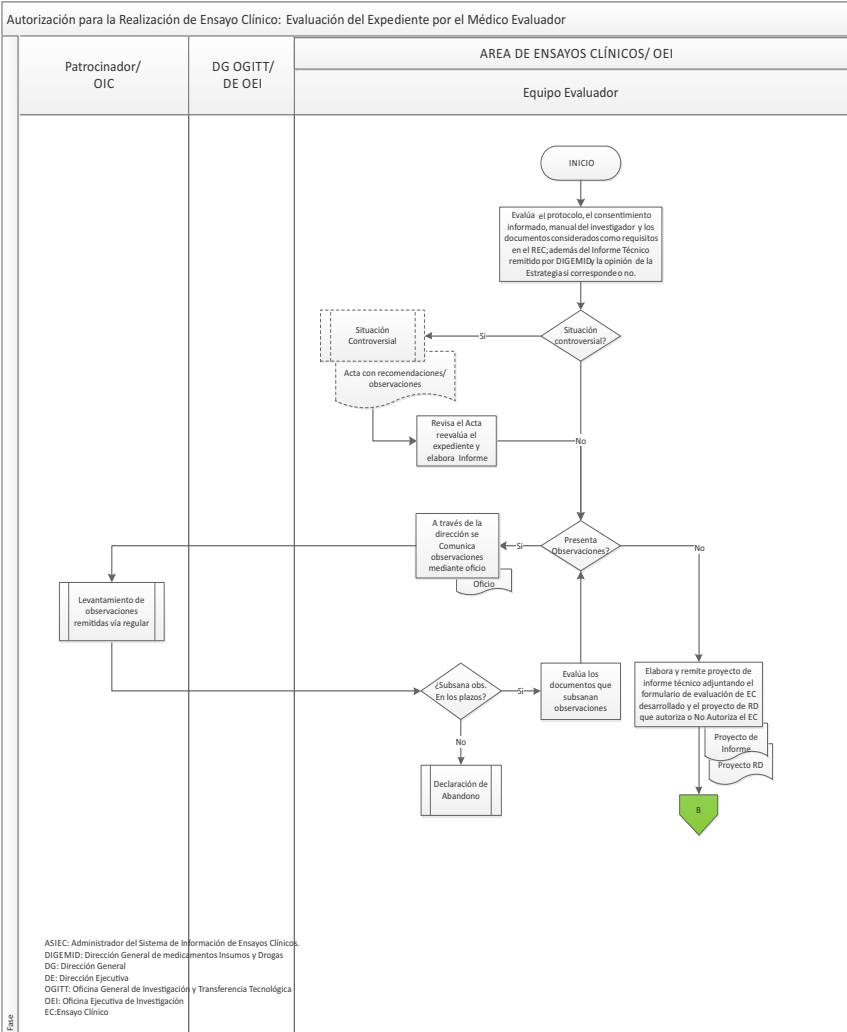 Autorización para la Realización de Ensayo Clínico: Evaluación del Expediente por el Médico Evaluador
Patrocinador/
OIC
DG OGITT/
DE OEI
AREA DE ENSAYOS CLÍNICOS/ OEI
Equipo Evaluador
INICIO
Evalúa el protocolo, el consentimiento
informado, manual del investigador y los
documentos considerados como requisitos
en el REC; además del Informe Técnico
remitido por DIGEMID y la opinión de la
Estrategia si corresponde o no.
Situación
controversial?
Si
Situación
Controversial
Acta con recomendaciones/
observaciones
Revisa el Acta
reevalúa el
expediente y
elabora Informe
No
A través de la
dirección se
Comunica
observaciones
mediante oficio
Oficio
Si
Presenta
Observaciones?
No
Levantamiento de
observaciones
remitidas vía regular
¿Subsana obs.
En los plazos?
Si
Evalúa los
documentos que
subsanan
observaciones
Elabora y remite proyecto de
informe técnico adjuntando el
formulario de evaluación de EC
desarrollado y el proyecto de RD
que autoriza o No Autoriza el EC
Proyecto de
Informe
Proyecto RD
No
Declaración de
Abandono
B
ASIEC: Administrador del Sistema de Información de Ensayos Clínicos.
DIGEMID: Dirección General de medicamentos Insumos y Drogas
DG: Dirección General
DE: Dirección Ejecutiva
OGITT: Oficina General de Investigación y Transferencia Tecnológica
OEI: Oficina Ejecutiva de Investigación
EC:Ensayo Clínico
Fase